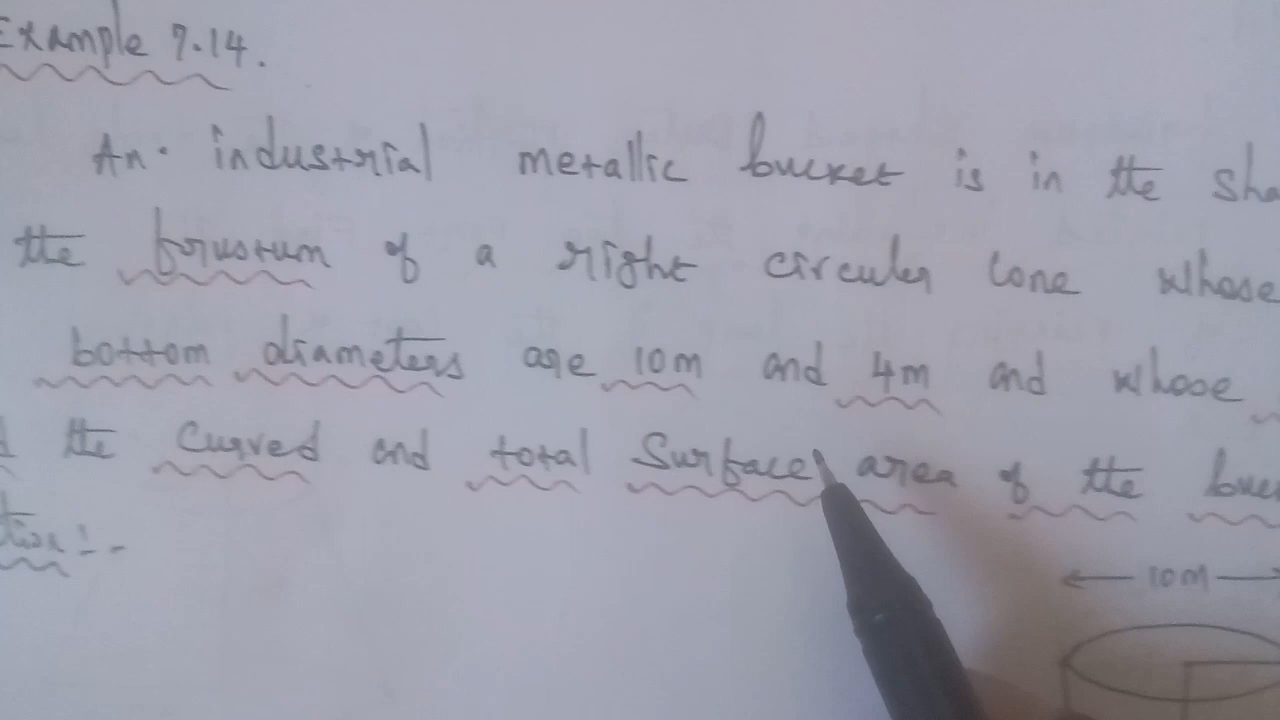 Example 7.14.
An industrial metallic bucket is in the sha
the frustum of a right circular cone whose
bottom diameters are 10m and 4m and whose
the curved and total Surface area of the buc
tion:-
10m